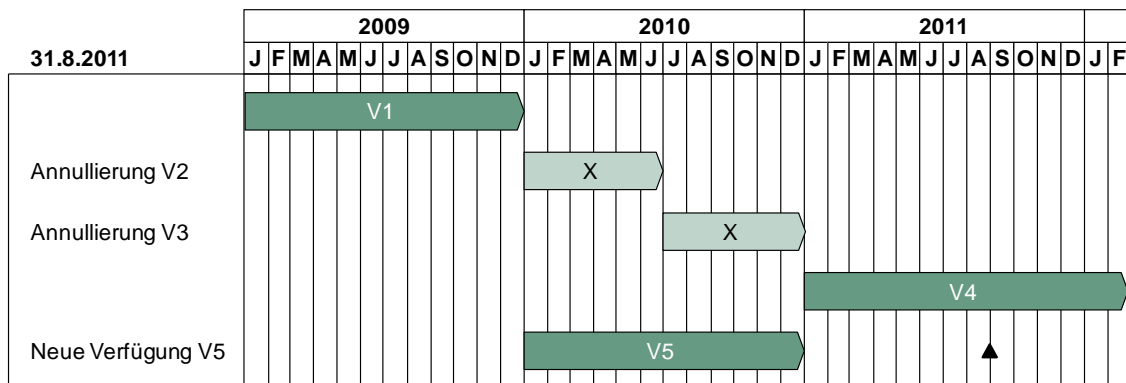 2009 2010 2011
31.8.2011 J F M A M J J A S O N D J F M A M J J A S O N D J F M A M J J A S O N D J F
V1
Annullierung V2 X
Annullierung V3 X
V4
Neue Verfügung V5 V5